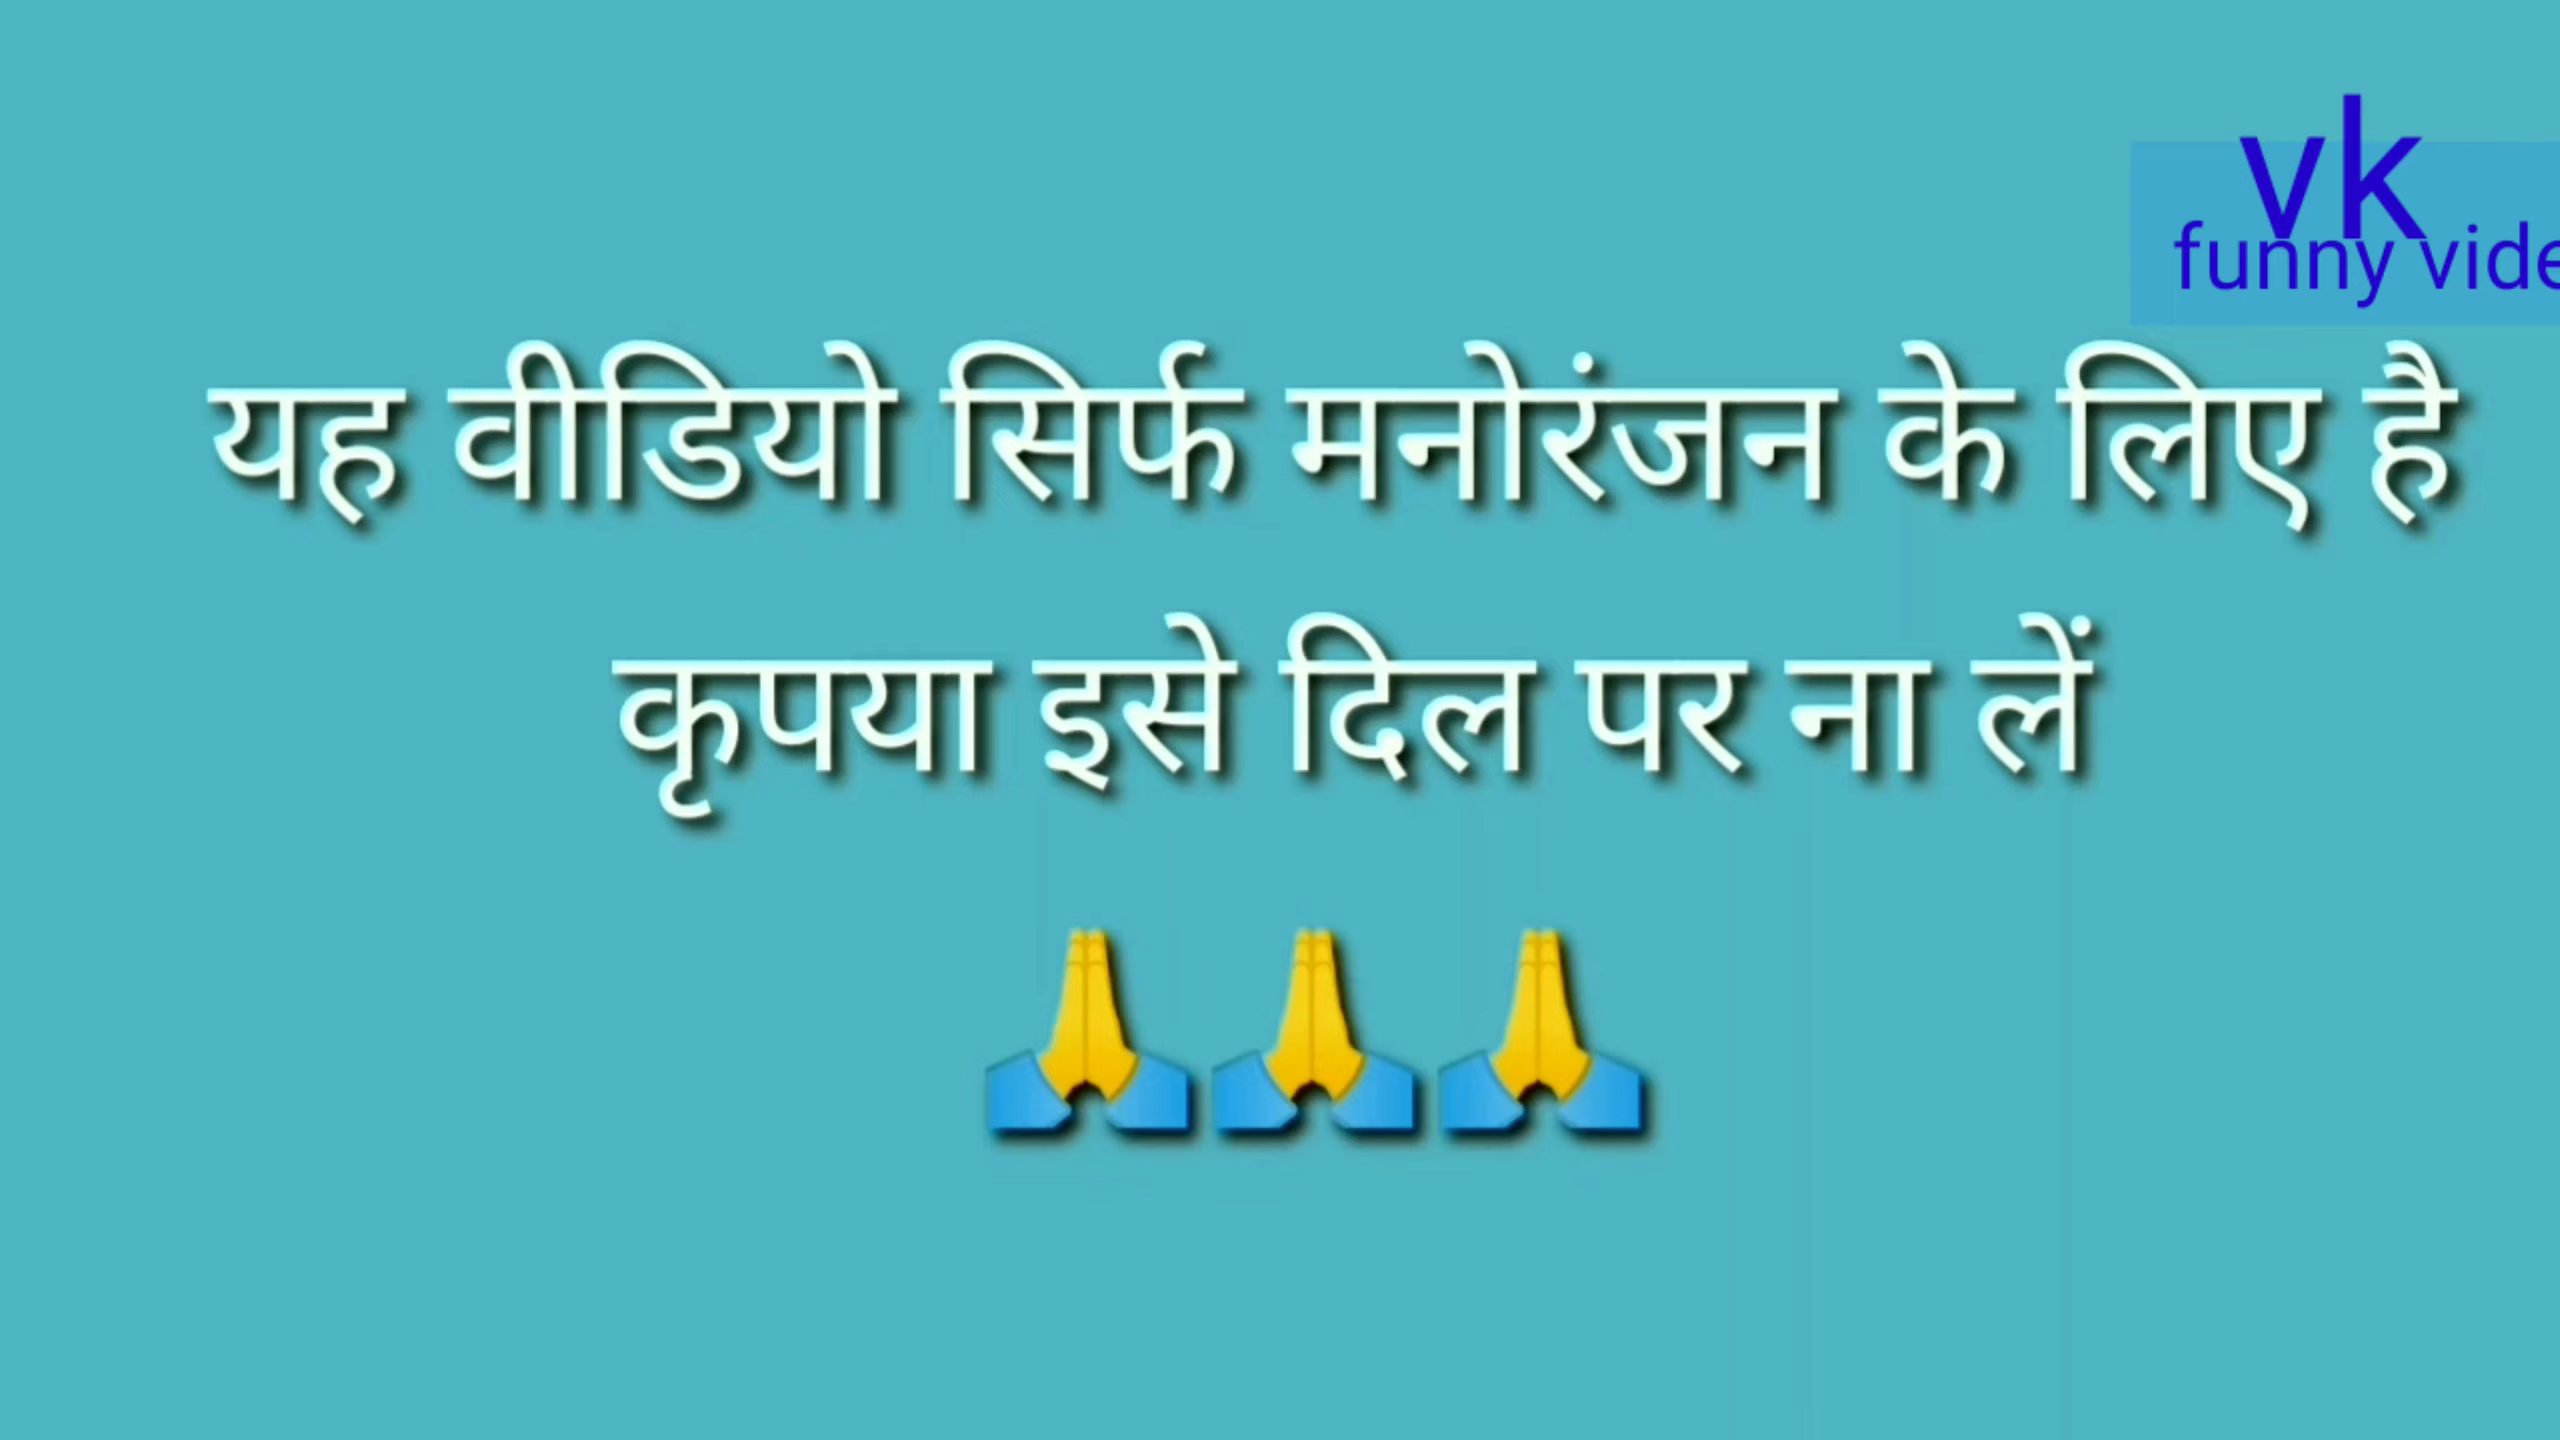 vk
funny vide
यह वीडियो सिर्फ मनोरंजन के लिए है
कृपया इसे दिल पर ना लें
🙏🙏🙏